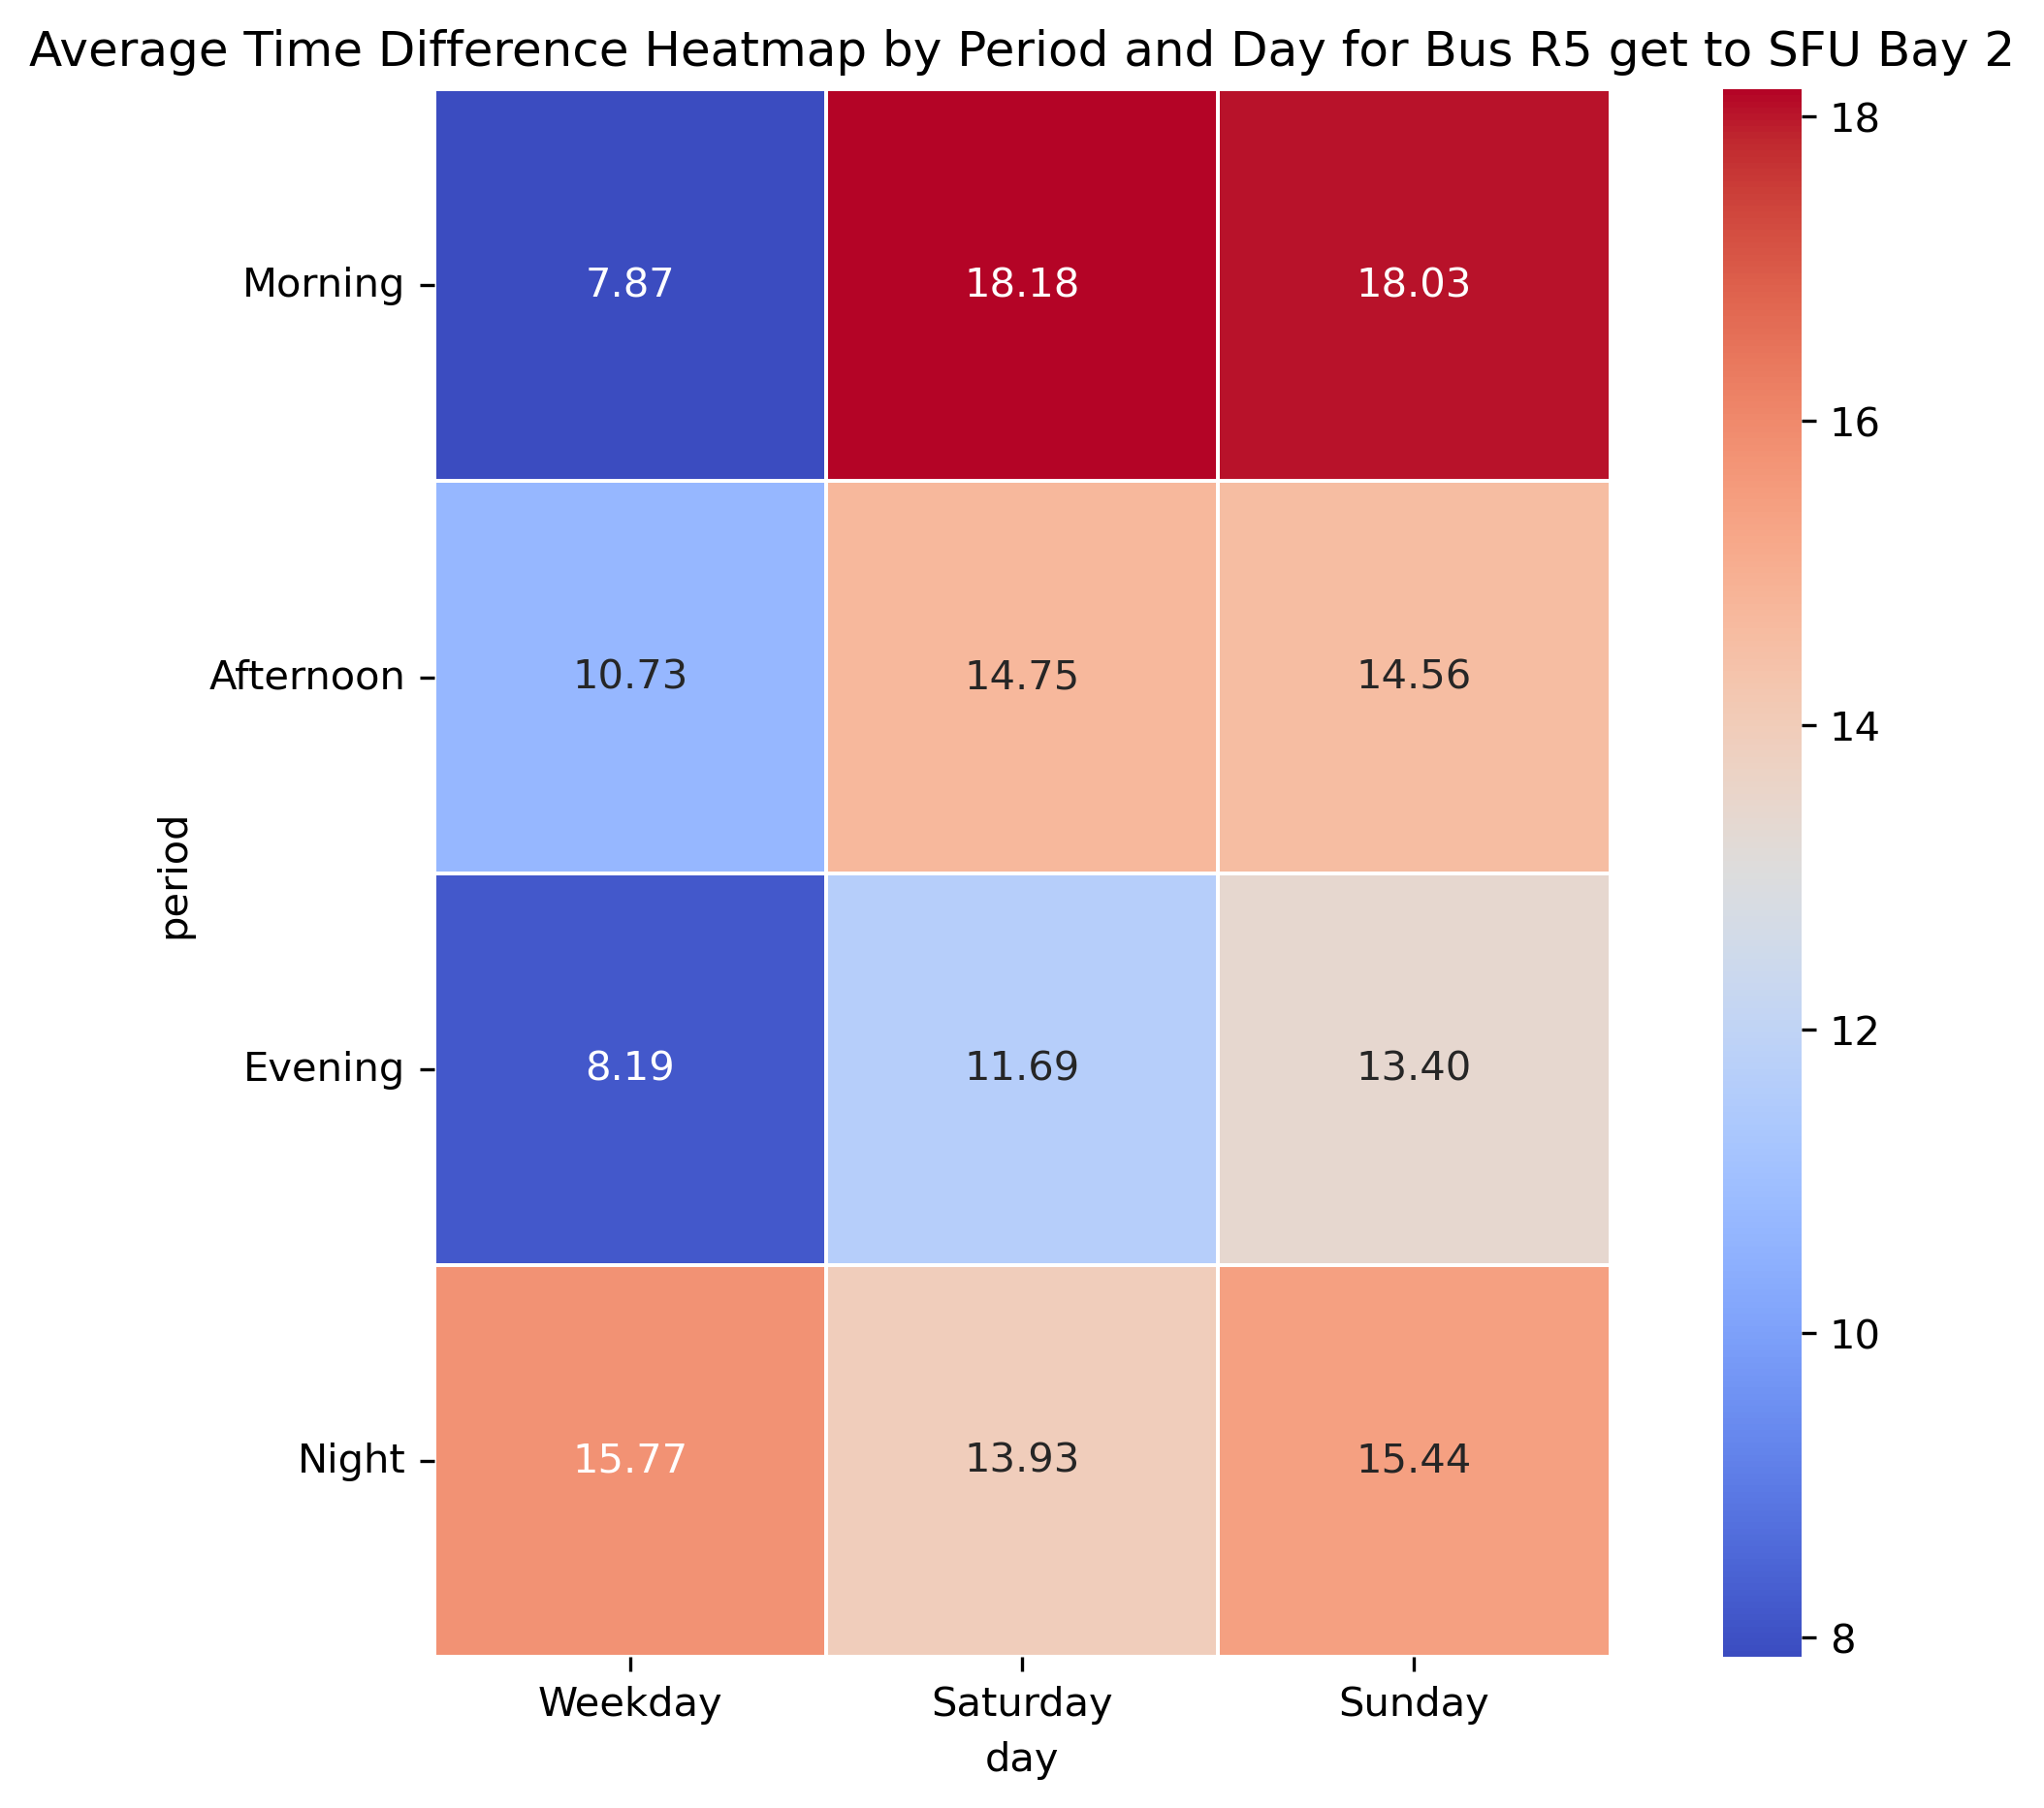 Average Time Difference Heatmap by Period and Day for Bus R5 get to SFU Bay 2
Morning 7.87 18.18 18.03
Afternoon 10.73 14.75 14.56
Evening 8.19 11.69 13.40
Night 15.77 13.93 15.44
period
Weekday Saturday Sunday
day
18
16
14
12
10
8